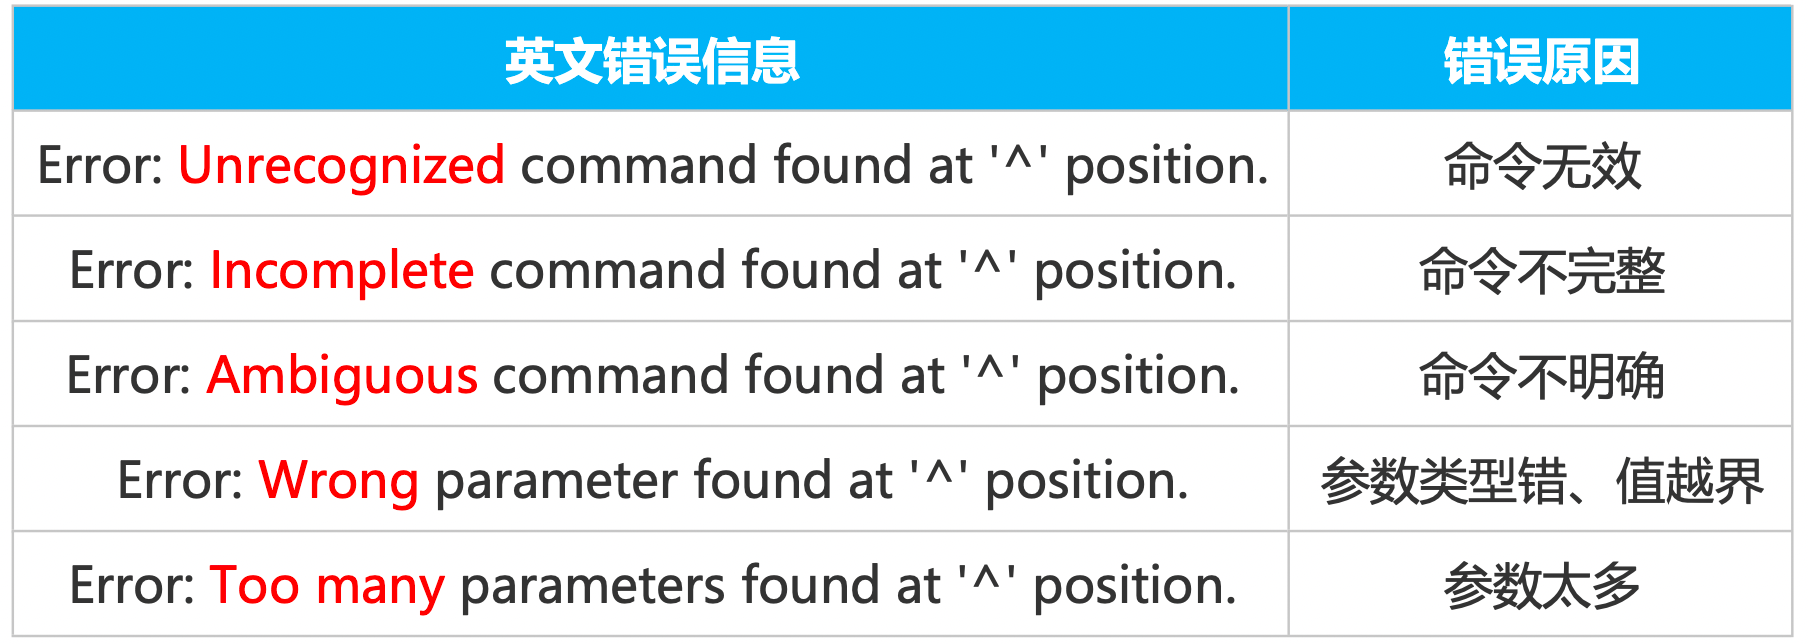 英文错误信息 错误原因
Error: Unrecognized command found at '^' position. 命令无效
Error: Incomplete command found at '^' position. 命令不完整
Error: Ambiguous command found at '^' position. 命令不明确
Error: Wrong parameter found at '^' position. 参数类型错、值越界
Error: Too many parameters found at '^' position. 参数太多